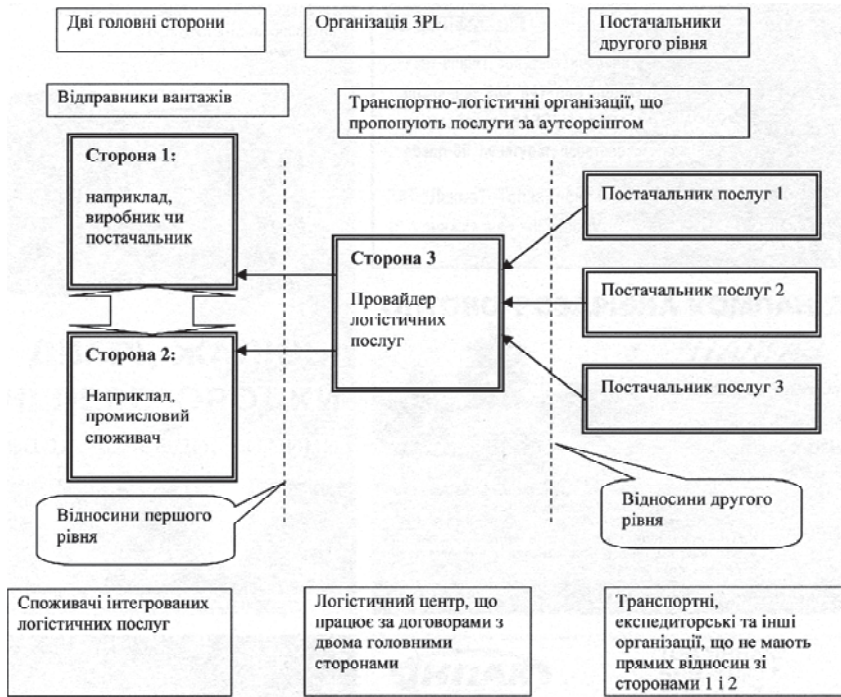 Дві головні сторони
Організація 3PL
Постачальники
другого рівня
Відправники вантажів
Транспортно-логістичні організації, що
пропонують послуги за аутсорсінгом
Сторона 1:
наприклад,
виробник чи
постачальник
Сторона 2:
Наприклад,
промисловий
споживач
Сторона 3
Провайдер
логістичних
послуг
Постачальник послуг 1
Постачальник послуг 2
Постачальник послуг 3
Відносини першого
рівня
Відносини другого
рівня
Споживачі інтегрованих
логістичних послуг
Логістичний центр, що
працює за договорами з
двома головними
сторонами
Транспортні,
експедиторські та інші
організації, що не мають
прямих відносин зі
сторонами 1 і 2